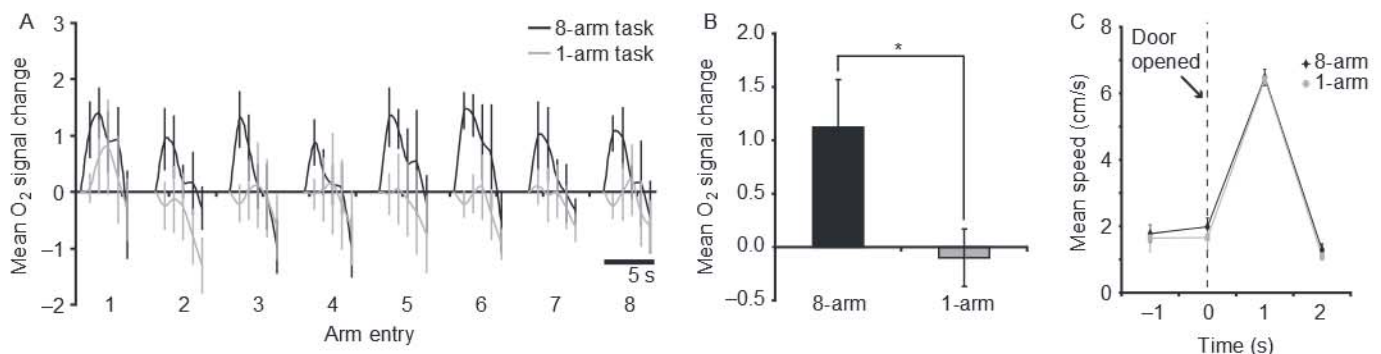 A
Mean O₂ signal change
3
2
1
0
−1
−2
8-arm task
1-arm task
5 s
1 2 3 4 5 6 7 8
Arm entry
B
Mean O₂ signal change
2.0
1.5
1.0
0.5
0.0
−0.5
*
8-arm 1-arm
C
Mean speed (cm/s)
8
6
4
2
0
Door
opened
8-arm
1-arm
−1 0 1 2
Time (s)